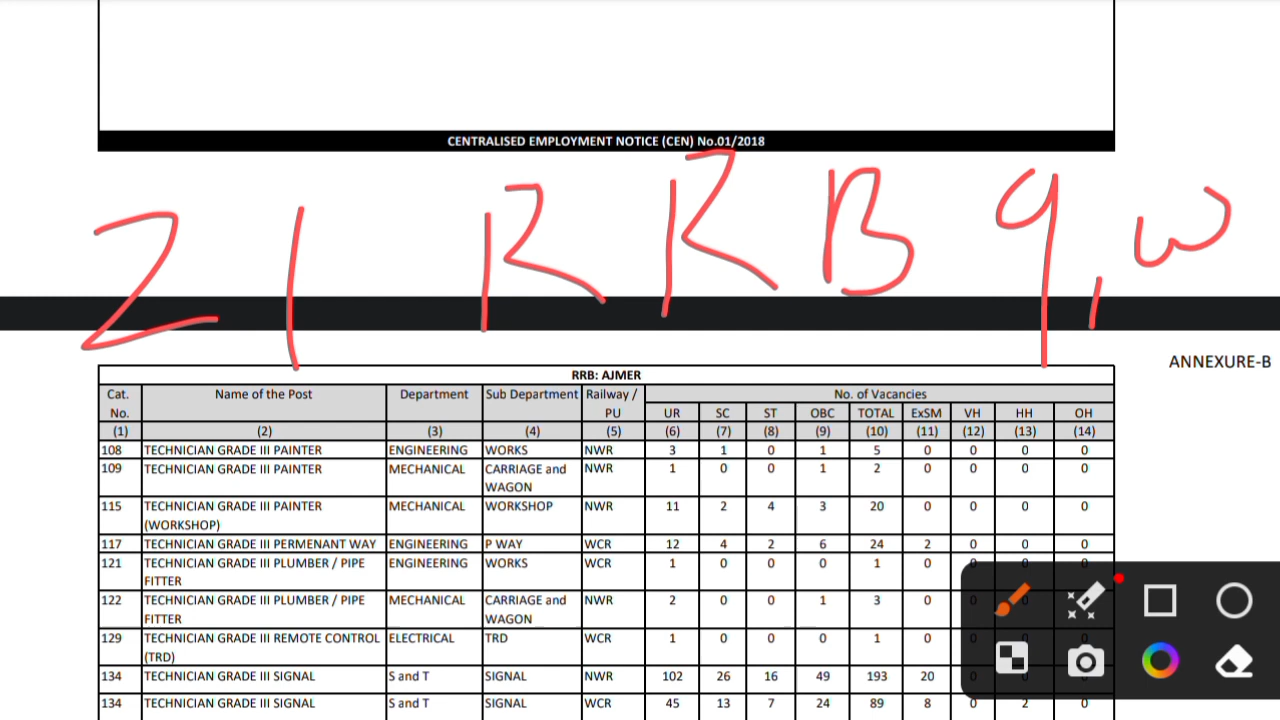 CENTRALISED EMPLOYMENT NOTICE (CEN) No.01/2018
21 RRB 9,w
ANNEXURE-B
RRB: AJMER
Cat. No. Name of the Post Department Sub Department Railway / PU No. of Vacancies
UR SC ST OBC TOTAL ExSM VH HH OH
(1) (2) (3) (4) (5) (6) (7) (8) (9) (10) (11) (12) (13) (14)
108 TECHNICIAN GRADE III PAINTER ENGINEERING WORKS NWR 3 1 0 1 5 0 0 0 0
109 TECHNICIAN GRADE III PAINTER MECHANICAL CARRIAGE and WAGON NWR 1 0 0 1 2 0 0 0 0
115 TECHNICIAN GRADE III PAINTER (WORKSHOP) MECHANICAL WORKSHOP NWR 11 2 4 3 20 0 0 0 0
117 TECHNICIAN GRADE III PERMENANT WAY ENGINEERING P WAY WCR 12 4 2 6 24 2 0 0 0
121 TECHNICIAN GRADE III PLUMBER / PIPE FITTER ENGINEERING WORKS WCR 1 0 0 0 1 0
122 TECHNICIAN GRADE III PLUMBER / PIPE FITTER MECHANICAL CARRIAGE and WAGON NWR 2 0 0 1 3 0
129 TECHNICIAN GRADE III REMOTE CONTROL (TRD) ELECTRICAL TRD WCR 1 0 0 0 1 0
134 TECHNICIAN GRADE III SIGNAL S and T SIGNAL NWR 102 26 16 49 193 20
134 TECHNICIAN GRADE III SIGNAL S and T SIGNAL WCR 45 13 7 24 89 8 0 2 0